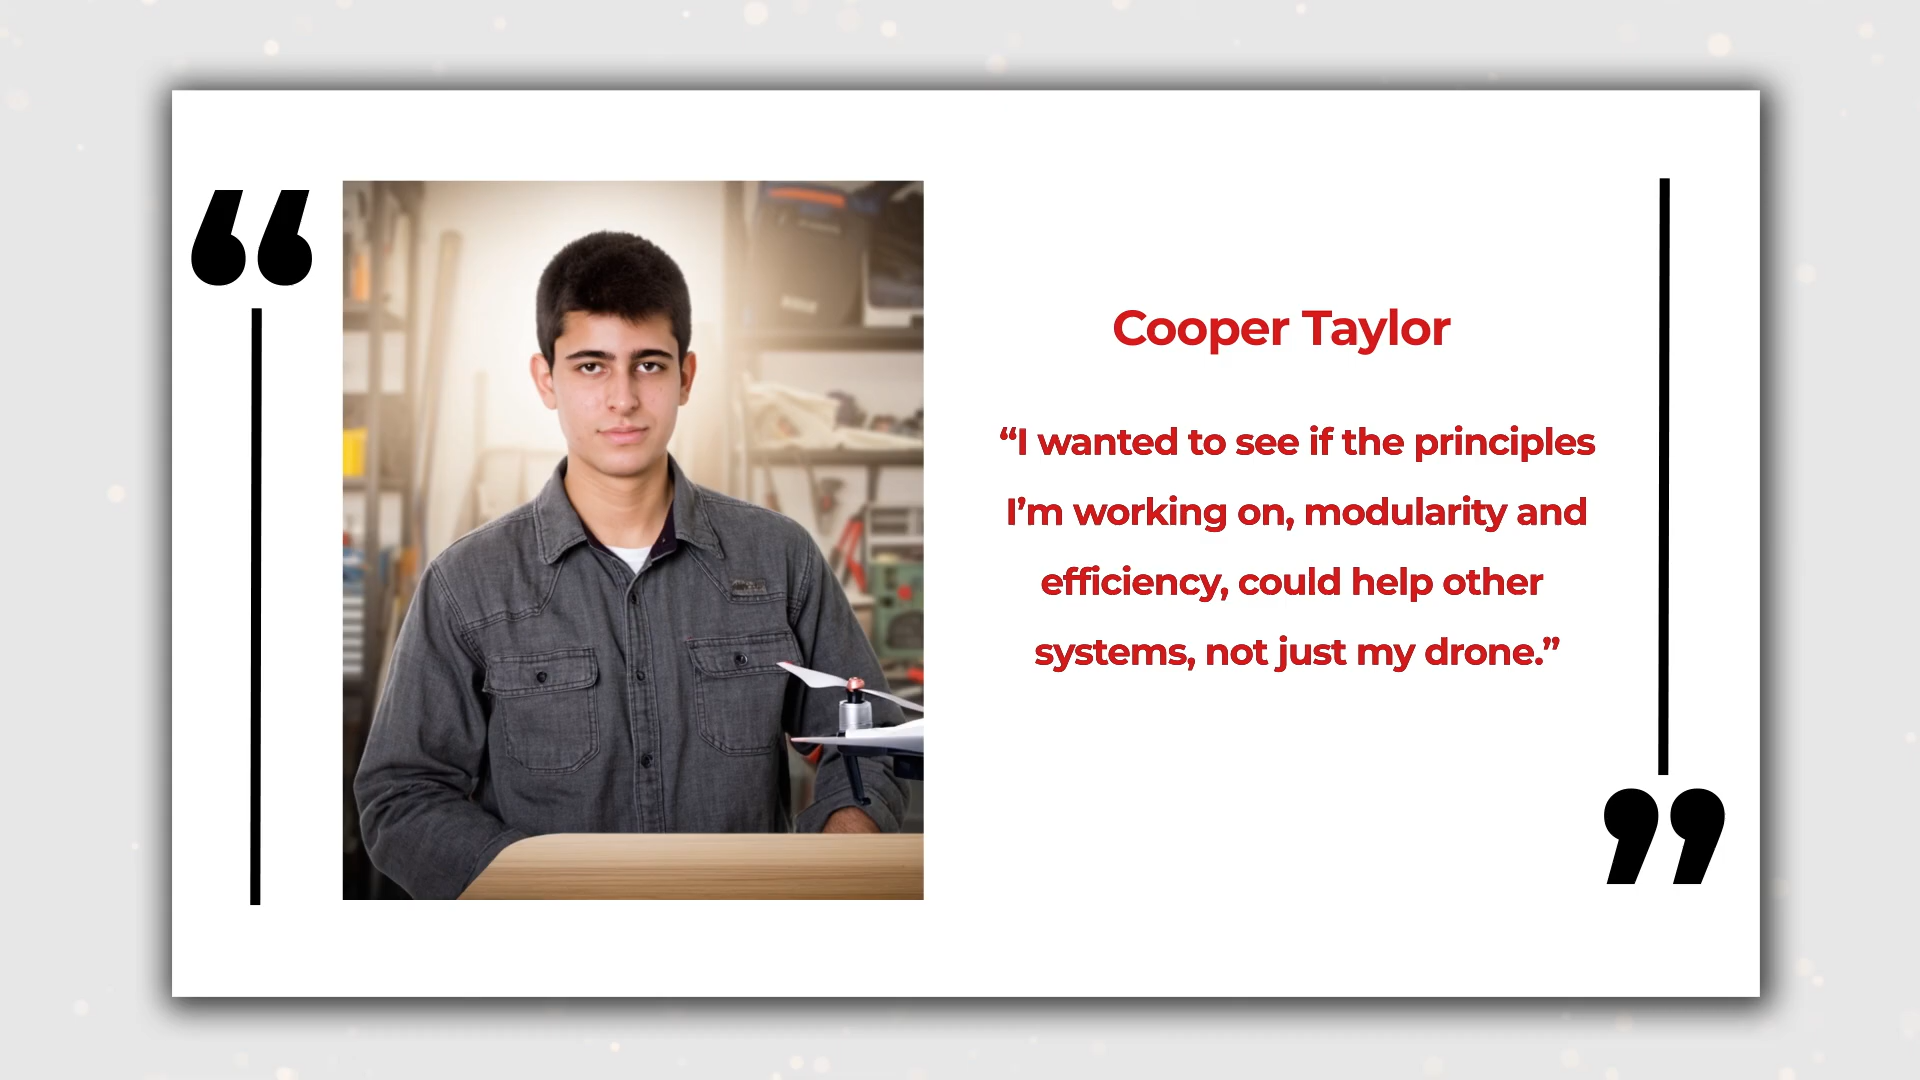 Cooper Taylor
“I wanted to see if the principles
I’m working on, modularity and
efficiency, could help other
systems, not just my drone.”